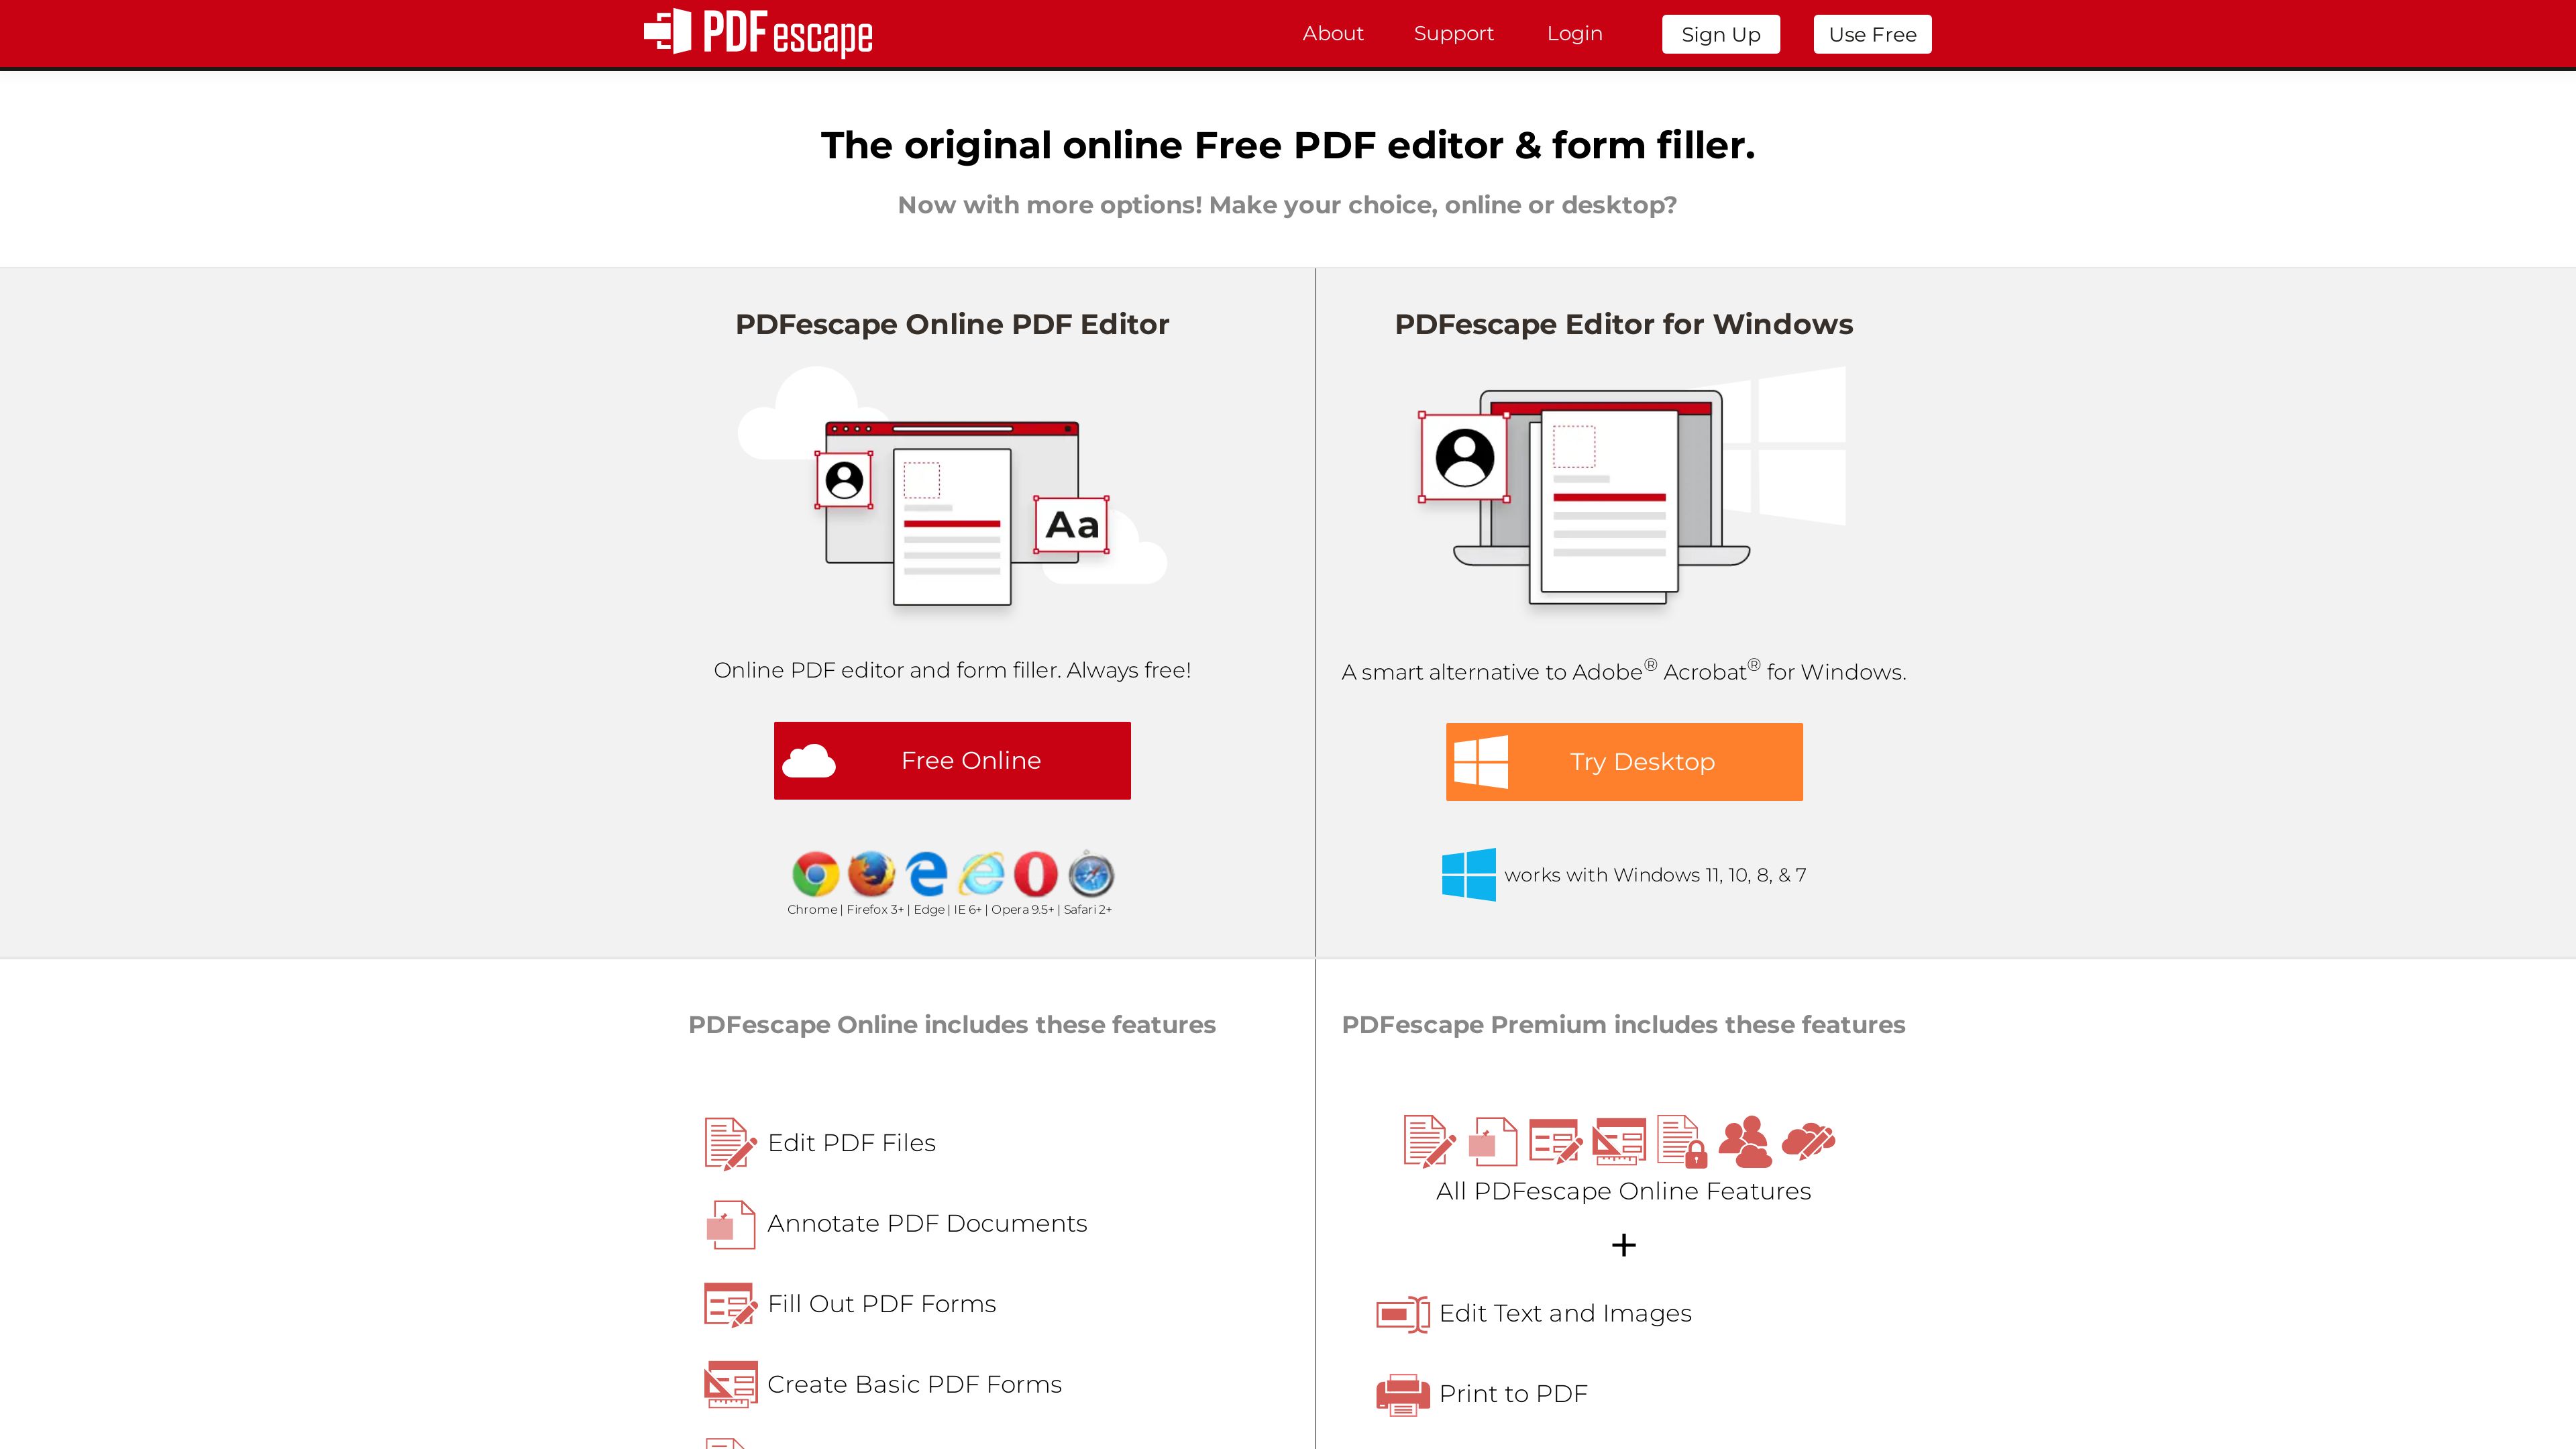 PDFescape
About
Support
Login
Sign Up
Use Free
The original online Free PDF editor & form filler.
Now with more options! Make your choice, online or desktop?
PDFescape Online PDF Editor
Aa
Online PDF editor and form filler. Always free!
Free Online
Chrome | Firefox 3+ | Edge | IE 6+ | Opera 9.5+ | Safari 2+
PDFescape Editor for Windows
A smart alternative to Adobe® Acrobat® for Windows.
Try Desktop
works with Windows 11, 10, 8, & 7
PDFescape Online includes these features
Edit PDF Files
Annotate PDF Documents
Fill Out PDF Forms
Create Basic PDF Forms
PDFescape Premium includes these features
All PDFescape Online Features
+
Edit Text and Images
Print to PDF